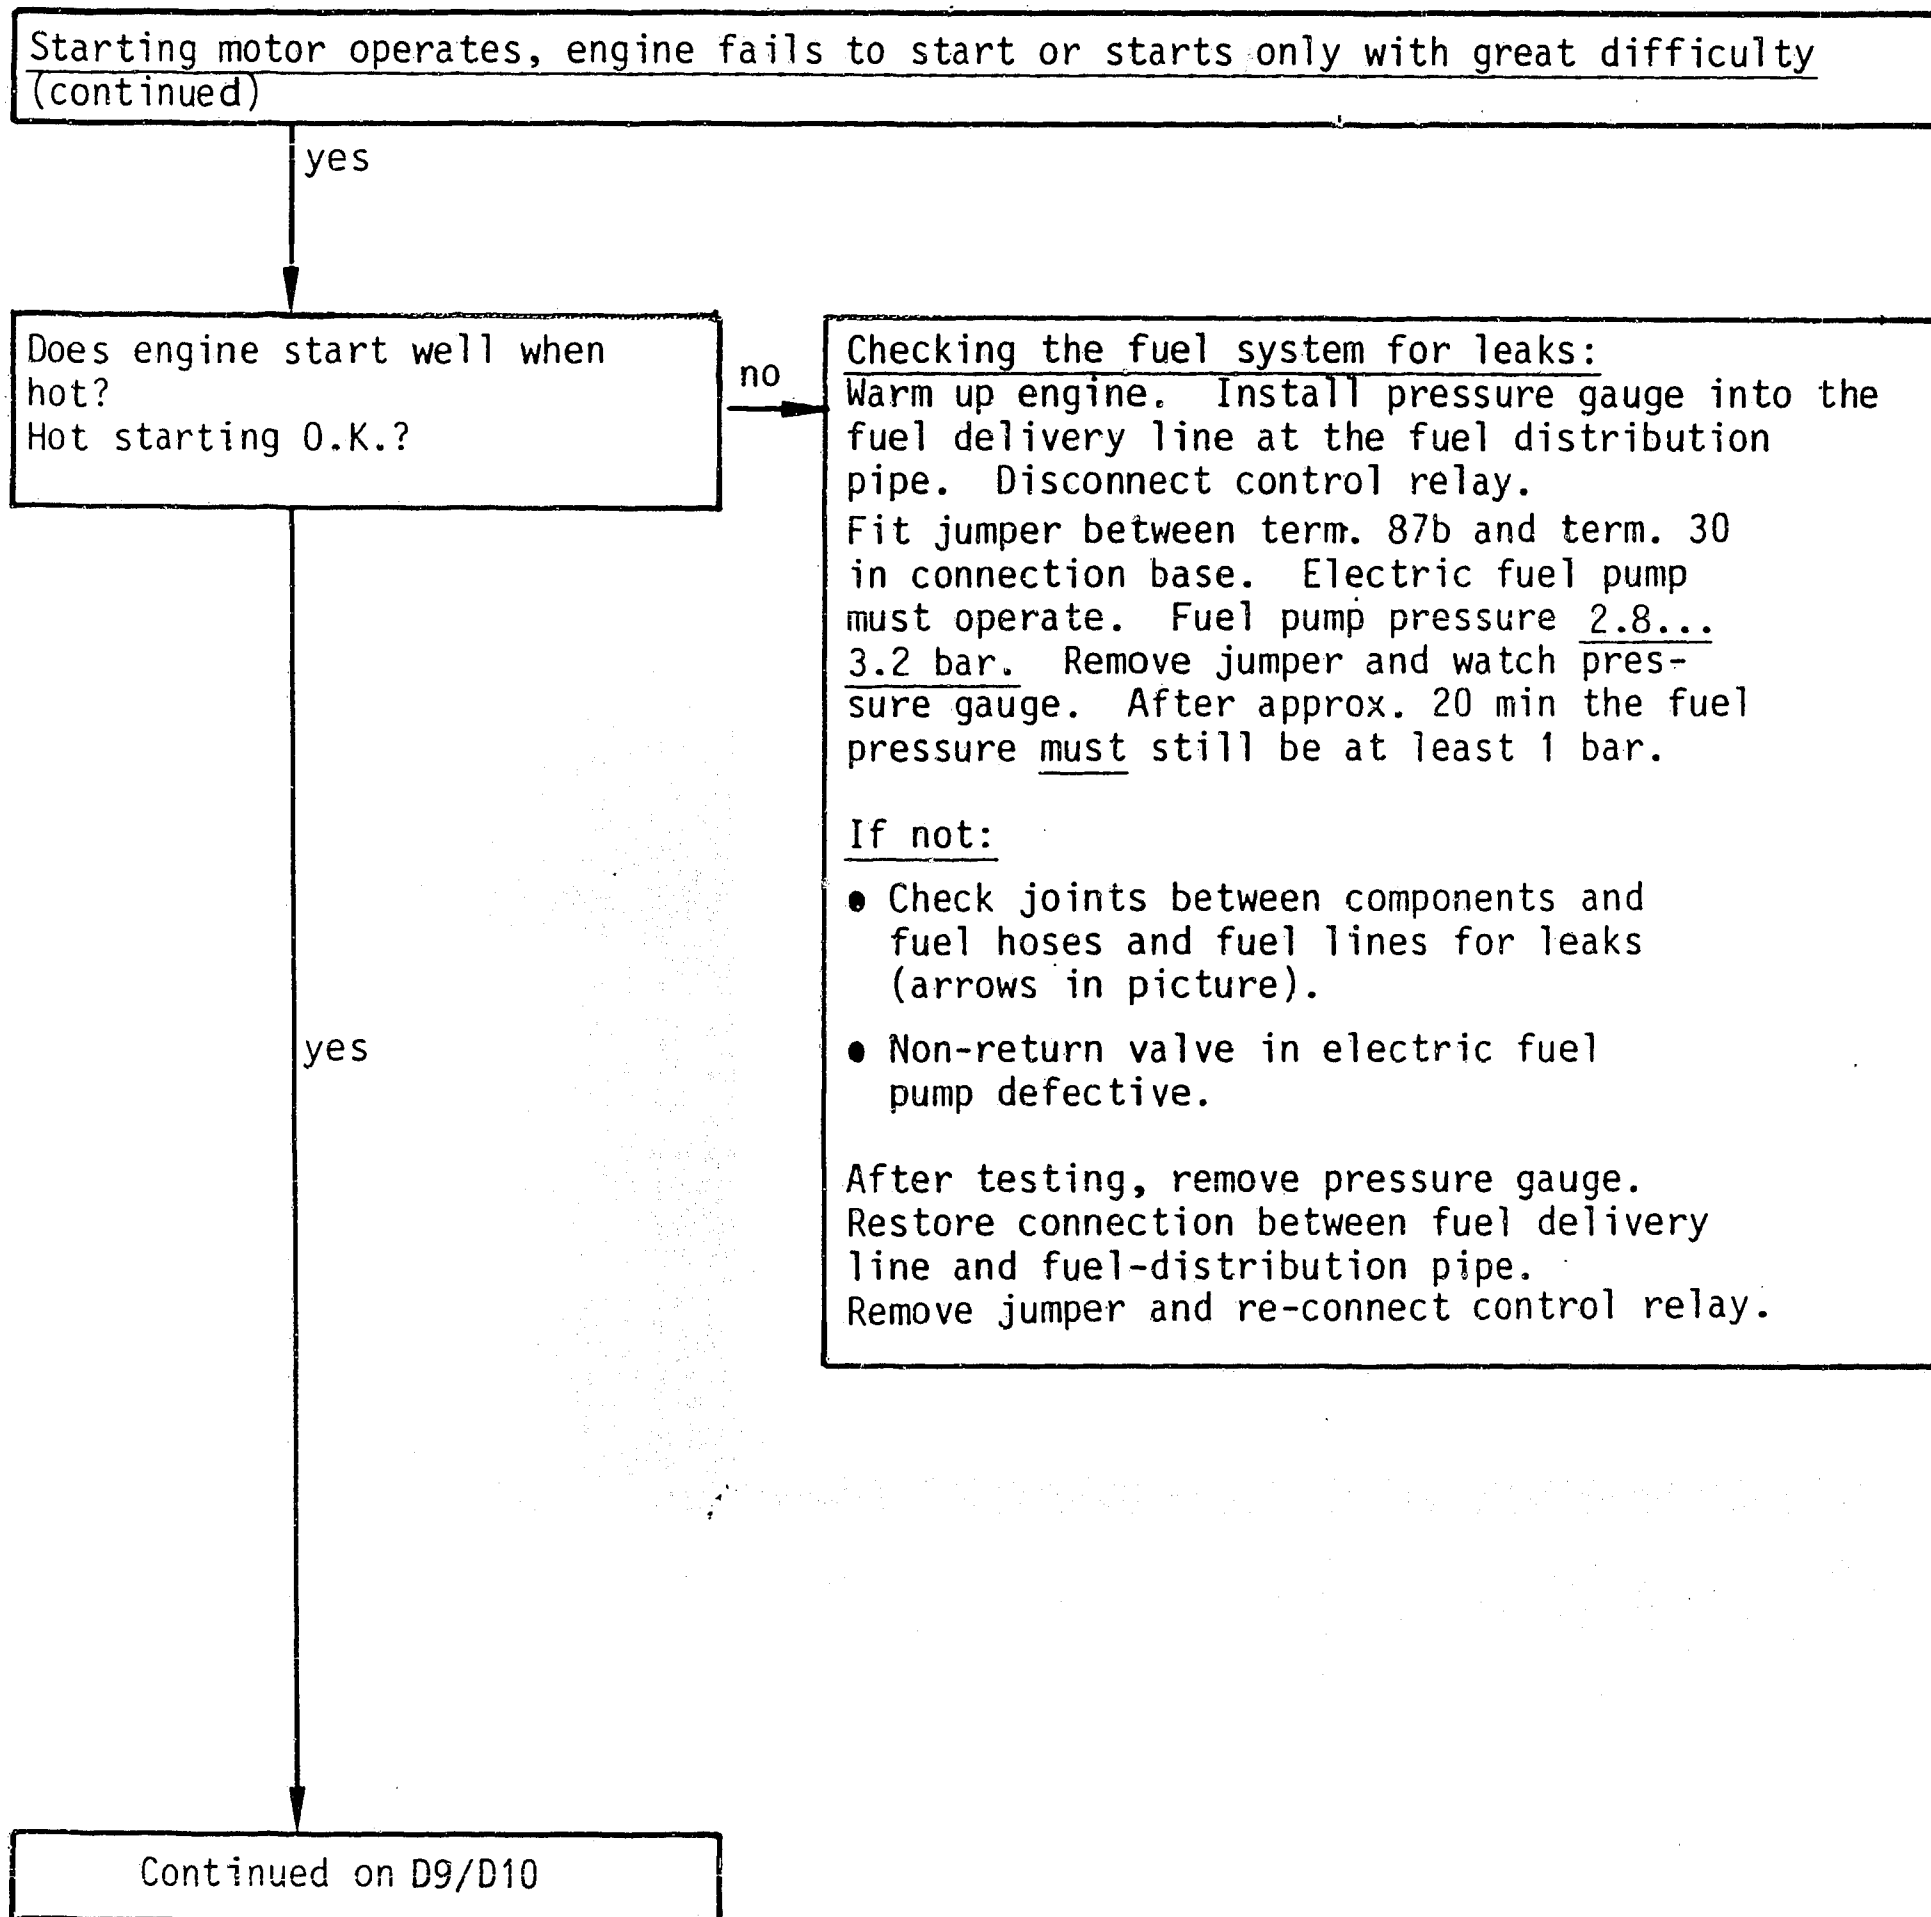 Starting motor operates, engine fails to start or starts only with great difficulty
(continued)
yes
Does engine start well when
hot?
Hot starting O.K.?
no
Checking the fuel system for leaks:
Warm up engine. Install pressure gauge into the
fuel delivery line at the fuel distribution
pipe. Disconnect control relay.
Fit jumper between term. 87b and term. 30
in connection base. Electric fuel pump
must operate. Fuel pump pressure 2.8...
3.2 bar. Remove jumper and watch pres-
sure gauge. After approx. 20 min the fuel
pressure must still be at least 1 bar.
If not:
● Check joints between components and
fuel hoses and fuel lines for leaks
(arrows in picture).
● Non-return valve in electric fuel
pump defective.
After testing, remove pressure gauge.
Restore connection between fuel delivery
line and fuel-distribution pipe.
Remove jumper and re-connect control relay.
yes
Continued on D9/D10